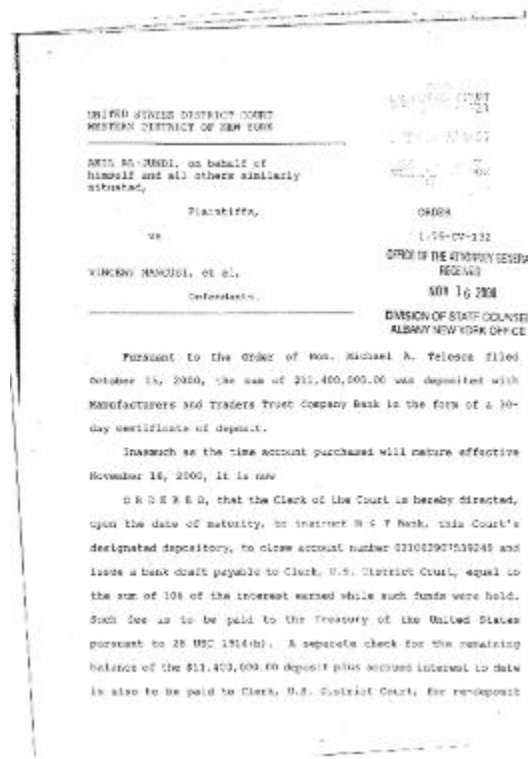 UNITED STATES DISTRICT COURT
WESTERN DISTRICT OF NEW YORK
AKIL AL-JUNDI, on behalf of
himself and all others similarly
situated,
Plaintiffs,
ORDER
vs
OFFICE OF THE ATTORNEY GENERA
RECEIVED
VINCENT MANCUSI, et al,
NOV 16 2000
Defendants.
DIVISION OF STATE COUNSEL
ALBANY NEW YORK OFFICE
Pursuant to the Order of Hon. Michael A. Telesca filed
October 2000, the sum of $11,400,000.00 was deposited with
Manufacturers and Traders Trust Company Bank in the form of a 30-
day certificate of deposit.
Inasmuch as the time account purchased will mature effective
November 16, 2000, it is now
O R D E R E D, that the Clerk of the Court is hereby directed,
upon the date of maturity, to instruct M & T Bank, this Court's
designated depository, to close account number and
issue a bank draft payable to Clerk, U.S. District Court, equal to
the sum of 10% of the interest earned while such funds were held.
Such fee is to be paid to the Treasury of the United States
pursuant to 28 USC 1914(b). A separate check for the remaining
balance of the $11,400,000.00 deposit plus accrued interest to date
is also to be paid to Clerk, U.S. District Court, for re-deposit